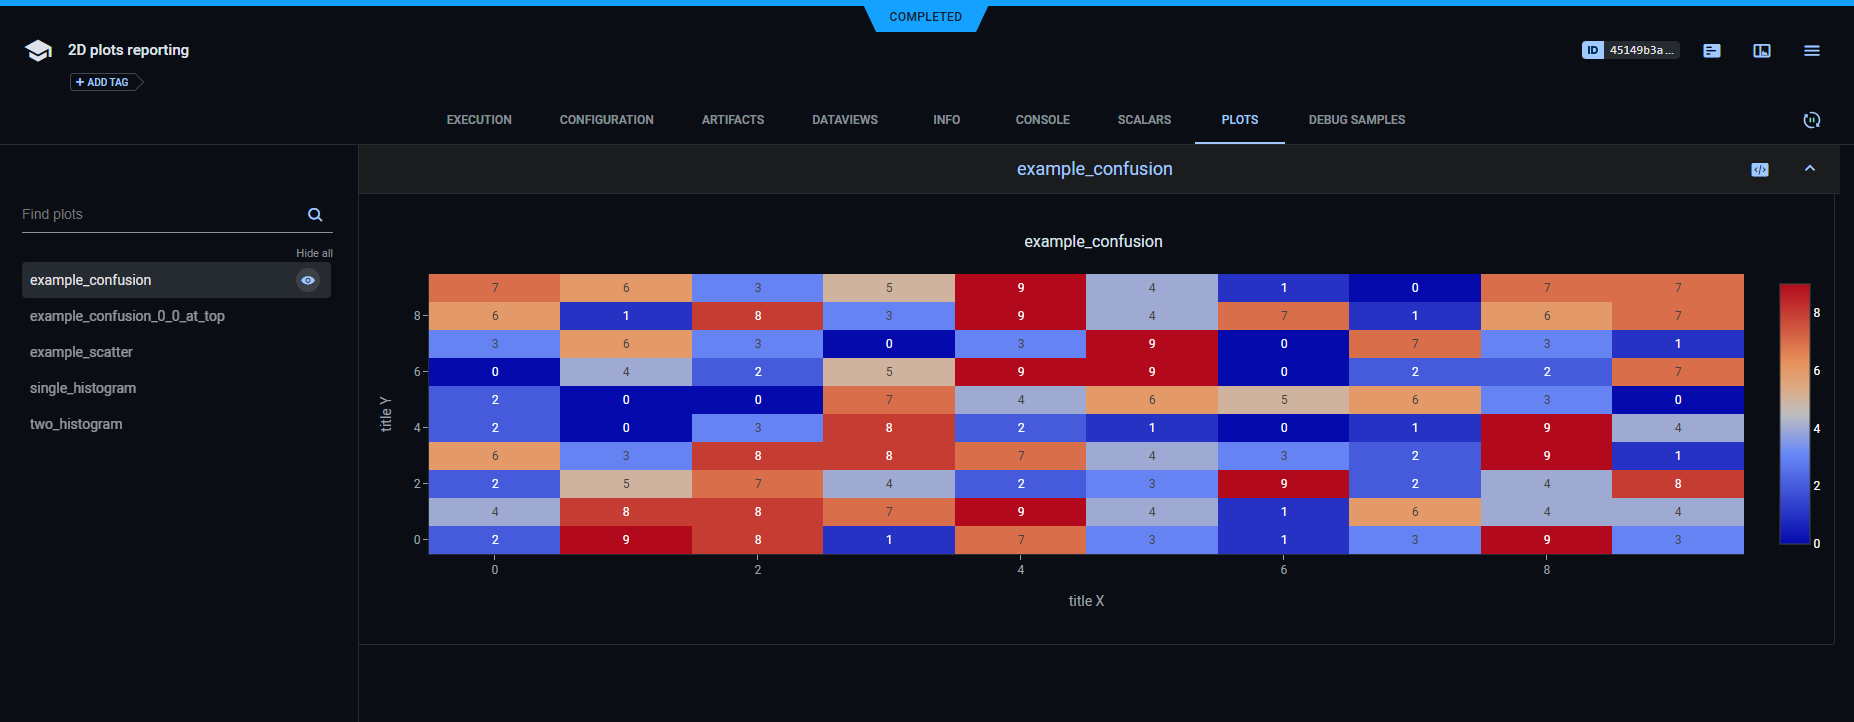 COMPLETED
2D plots reporting
ID 45149b3a ...
+ ADD TAG
EXECUTION CONFIGURATION ARTIFACTS DATAVIEWS INFO CONSOLE SCALARS PLOTS DEBUG SAMPLES
example_confusion
Find plots
Hide all
example_confusion
example_confusion_0_0_at_top
example_scatter
single_histogram
two_histogram
example_confusion
title Y
7 6 3 5 9 4 1 0 7 7
8 6 1 8 3 9 4 7 1 6 7
3 6 3 0 3 9 0 7 3 1
6 0 4 2 5 9 9 0 2 2 7
2 0 0 7 4 6 5 6 3 0
4 2 0 3 8 2 1 0 1 9 4
6 3 8 8 7 4 3 2 9 1
2 2 5 7 4 2 3 9 2 4 8
4 8 8 7 9 4 1 6 4 4
0 2 9 8 1 7 3 1 3 9 3
0 2 4 6 8
title X
8
6
4
2
0